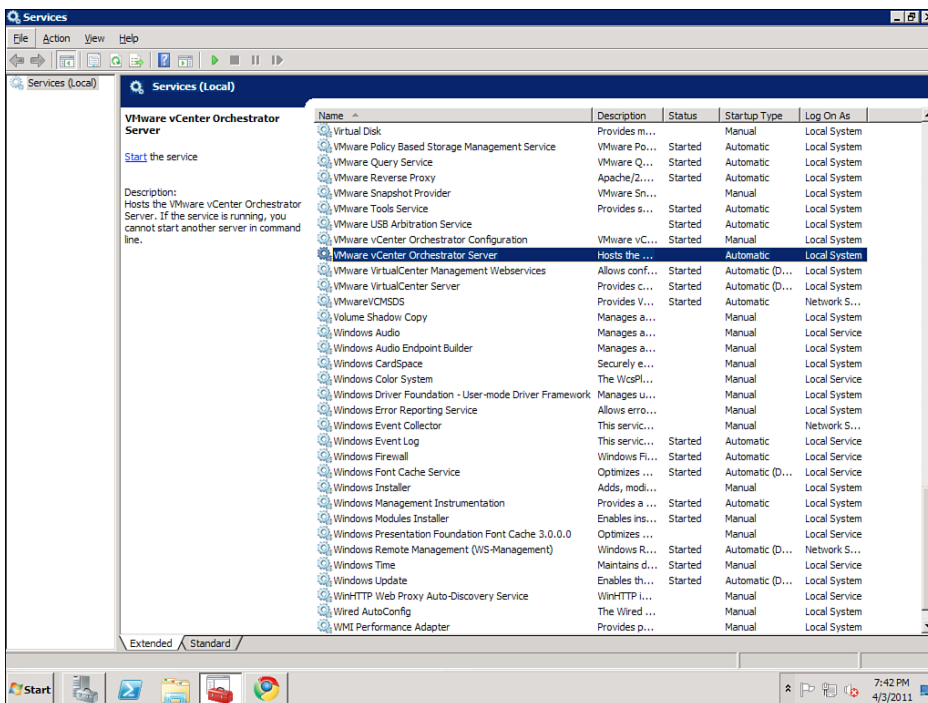 Services
File Action View Help
Services (Local)
Services (Local)
VMware vCenter Orchestrator
Server
Start the service
Description:
Hosts the VMware vCenter Orchestrator
Server. If the service is running, you
cannot start another server in command
line.
Name Description Status Startup Type Log On As
Virtual Disk Provides m... Manual Local System
VMware Policy Based Storage Management Service VMware Po... Started Automatic Local System
VMware Query Service VMware Q... Started Automatic Local System
VMware Reverse Proxy Apache/2.... Started Automatic Local System
VMware Snapshot Provider VMware Sn... Manual Local System
VMware Tools Service Provides s... Started Automatic Local System
VMware USB Arbitration Service Started Automatic Local System
VMware vCenter Orchestrator Configuration VMware vC... Started Manual Local System
VMware vCenter Orchestrator Server Hosts the ... Automatic Local System
VMware VirtualCenter Management Webservices Allows conf... Started Automatic (D... Local System
VMware VirtualCenter Server Provides c... Started Automatic (D... Local System
VMwareVCMSDS Provides V... Started Automatic Network S...
Volume Shadow Copy Manages a... Manual Local System
Windows Audio Manages a... Manual Local Service
Windows Audio Endpoint Builder Manages a... Manual Local System
Windows CardSpace Securely e... Manual Local System
Windows Color System The WcsPl... Manual Local Service
Windows Driver Foundation - User-mode Driver Framework Manages u... Manual Local System
Windows Error Reporting Service Allows erro... Manual Local System
Windows Event Collector This servic... Manual Network S...
Windows Event Log This servic... Started Automatic Local Service
Windows Firewall Windows Fi... Started Automatic Local Service
Windows Font Cache Service Optimizes ... Started Automatic (D... Local Service
Windows Installer Adds, modi... Manual Local System
Windows Management Instrumentation Provides a ... Started Automatic Local System
Windows Modules Installer Enables ins... Started Manual Local System
Windows Presentation Foundation Font Cache 3.0.0.0 Optimizes ... Manual Local Service
Windows Remote Management (WS-Management) Windows R... Started Automatic (D... Network S...
Windows Time Maintains d... Started Manual Local Service
Windows Update Enables th... Started Automatic (D... Local System
WinHTTP Web Proxy Auto-Discovery Service WinHTTP i... Manual Local Service
Wired AutoConfig The Wired ... Manual Local System
WMI Performance Adapter Provides p... Manual Local System
Extended Standard
Start
7:42 PM
4/3/2011